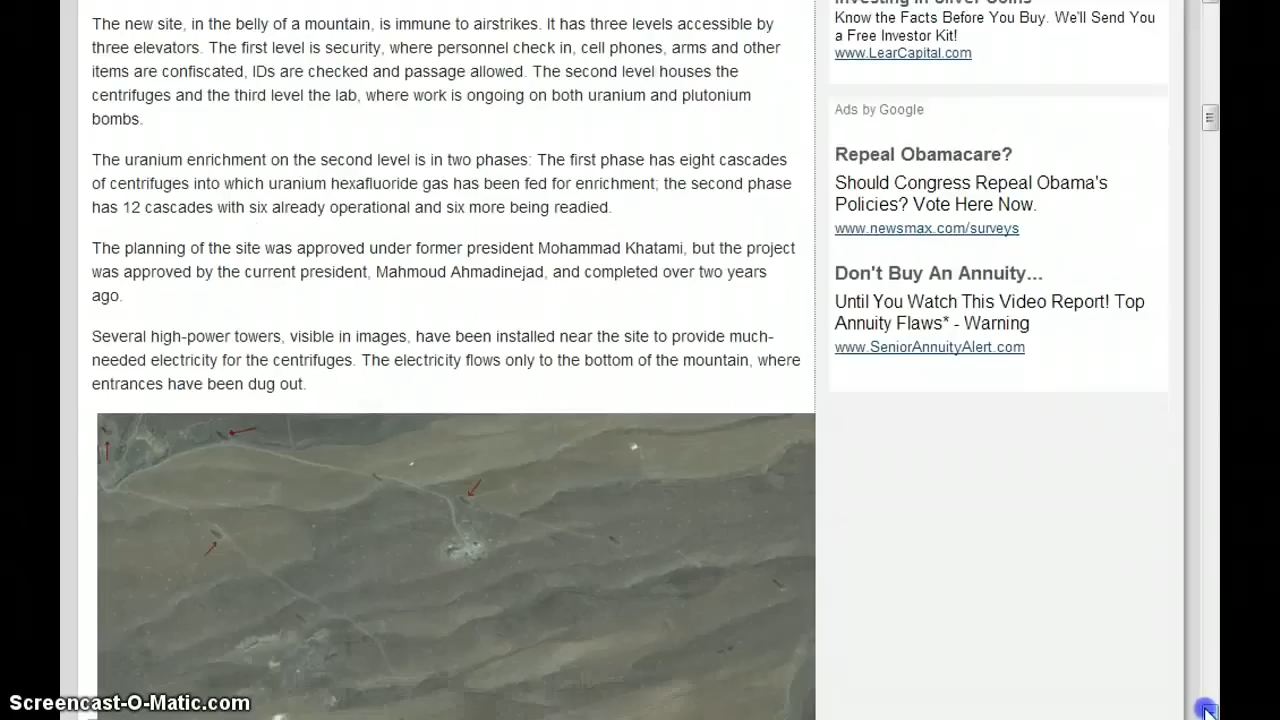 The new site, in the belly of a mountain, is immune to airstrikes. It has three levels accessible by
three elevators. The first level is security, where personnel check in, cell phones, arms and other
items are confiscated, IDs are checked and passage allowed. The second level houses the
centrifuges and the third level the lab, where work is ongoing on both uranium and plutonium
bombs.
The uranium enrichment on the second level is in two phases: The first phase has eight cascades
of centrifuges into which uranium hexafluoride gas has been fed for enrichment; the second phase
has 12 cascades with six already operational and six more being readied.
The planning of the site was approved under former president Mohammad Khatami, but the project
was approved by the current president, Mahmoud Ahmadinejad, and completed over two years
ago.
Several high-power towers, visible in images, have been installed near the site to provide much-
needed electricity for the centrifuges. The electricity flows only to the bottom of the mountain, where
entrances have been dug out.
Investing in Silver Coins
Know the Facts Before You Buy. We'll Send You
a Free Investor Kit!
www.LearCapital.com
Ads by Google
Repeal Obamacare?
Should Congress Repeal Obama's
Policies? Vote Here Now.
www.newsmax.com/surveys
Don't Buy An Annuity...
Until You Watch This Video Report! Top
Annuity Flaws* - Warning
www.SeniorAnnuityAlert.com
Screencast-O-Matic.com